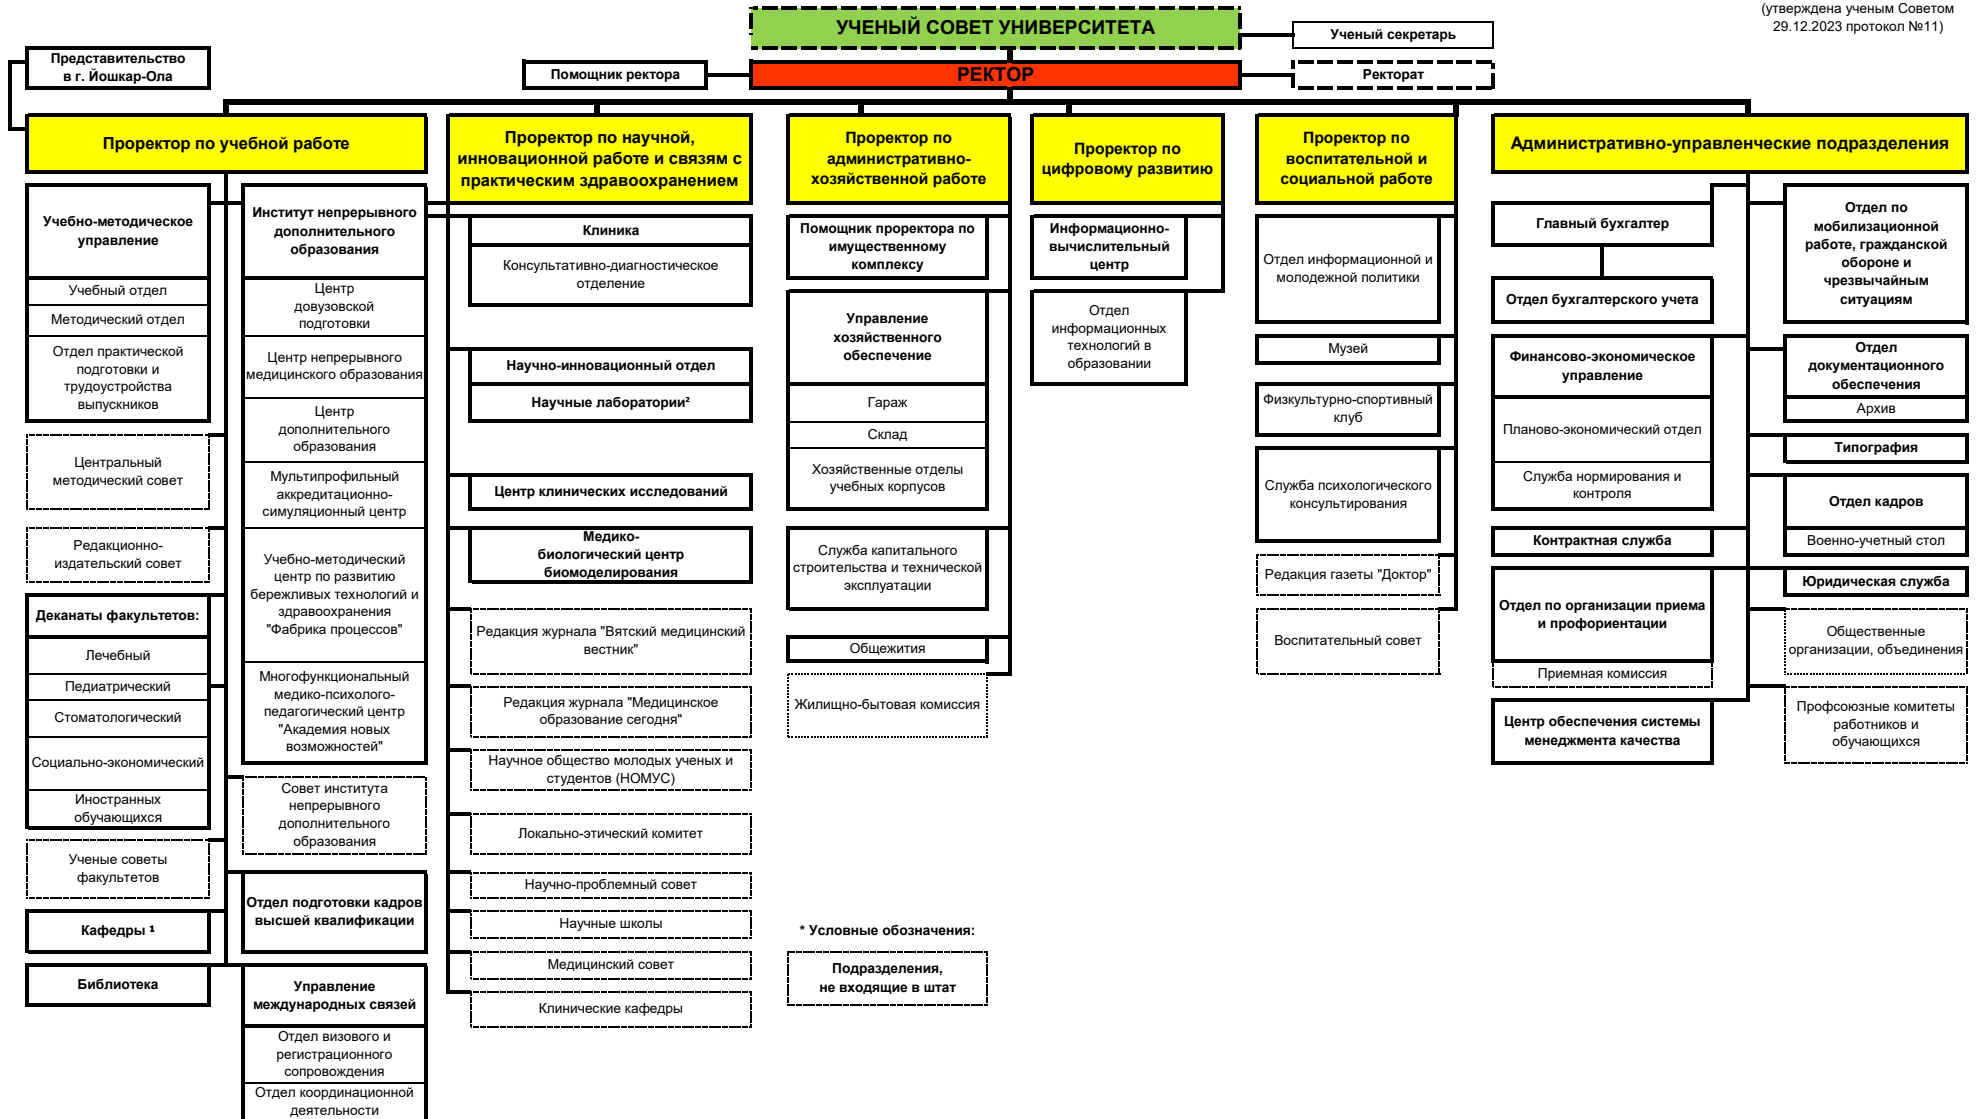 (утверждена ученым Советом
29.12.2023 протокол №11)
УЧЕНЫЙ СОВЕТ УНИВЕРСИТЕТА
Ученый секретарь
Представительство
в г. Йошкар-Ола
Помощник ректора
РЕКТОР
Ректорат
Проректор по учебной работе
Проректор по научной,
инновационной работе и связям с
практическим здравоохранением
Проректор по
административно-
хозяйственной работе
Проректор по
цифровому развитию
Проректор по
воспитательной и
социальной работе
Административно-управленческие подразделения
Учебно-методическое
управление
Учебный отдел
Методический отдел
Отдел практической
подготовки и
трудоустройства
выпускников
Центральный
методический совет
Редакционно-
издательский совет
Деканаты факультетов:
Лечебный
Педиатрический
Стоматологический
Социально-экономический
Иностранных
обучающихся
Ученые советы
факультетов
Кафедры ¹
Библиотека
Институт непрерывного
дополнительного
образования
Центр
довузовской
подготовки
Центр непрерывного
медицинского образования
Центр
дополнительного
образования
Мультипрофильный
аккредитационно-
симуляционный центр
Учебно-методический
центр по развитию
бережливых технологий и
здравоохранения
"Фабрика процессов"
Многофункциональный
медико-психолого-
педагогический центр
"Академия новых
возможностей"
Совет института
непрерывного
дополнительного
образования
Отдел подготовки кадров
высшей квалификации
Управление
международных связей
Отдел визового и
регистрационного
сопровождения
Отдел координационной
деятельности
Клиника
Консультативно-диагностическое
отделение
Научно-инновационный отдел
Научные лаборатории²
Центр клинических исследований
Медико-
биологический центр
биомоделирования
Редакция журнала "Вятский медицинский
вестник"
Редакция журнала "Медицинское
образование сегодня"
Научное общество молодых ученых и
студентов (НОМУС)
Локально-этический комитет
Научно-проблемный совет
Научные школы
Медицинский совет
Клинические кафедры
Помощник проректора по
имущественному
комплексу
Управление
хозяйственного
обеспечение
Гараж
Склад
Хозяйственные отделы
учебных корпусов
Служба капитального
строительства и технической
эксплуатации
Общежития
Жилищно-бытовая комиссия
* Условные обозначения:
Подразделения,
не входящие в штат
Информационно-
вычислительный
центр
Отдел
информационных
технологий в
образовании
Отдел информационной и
молодежной политики
Музей
Физкультурно-спортивный
клуб
Служба психологического
консультирования
Редакция газеты "Доктор"
Воспитательный совет
Главный бухгалтер
Отдел бухгалтерского учета
Финансово-экономическое
управление
Планово-экономический отдел
Служба нормирования и
контроля
Контрактная служба
Отдел по организации приема
и профориентации
Приемная комиссия
Центр обеспечения системы
менеджмента качества
Отдел по
мобилизационной
работе, гражданской
обороне и
чрезвычайным
ситуациям
Отдел
документационного
обеспечения
Архив
Типография
Отдел кадров
Военно-учетный стол
Юридическая служба
Общественные
организации, объединения
Профсоюзные комитеты
работников и
обучающихся